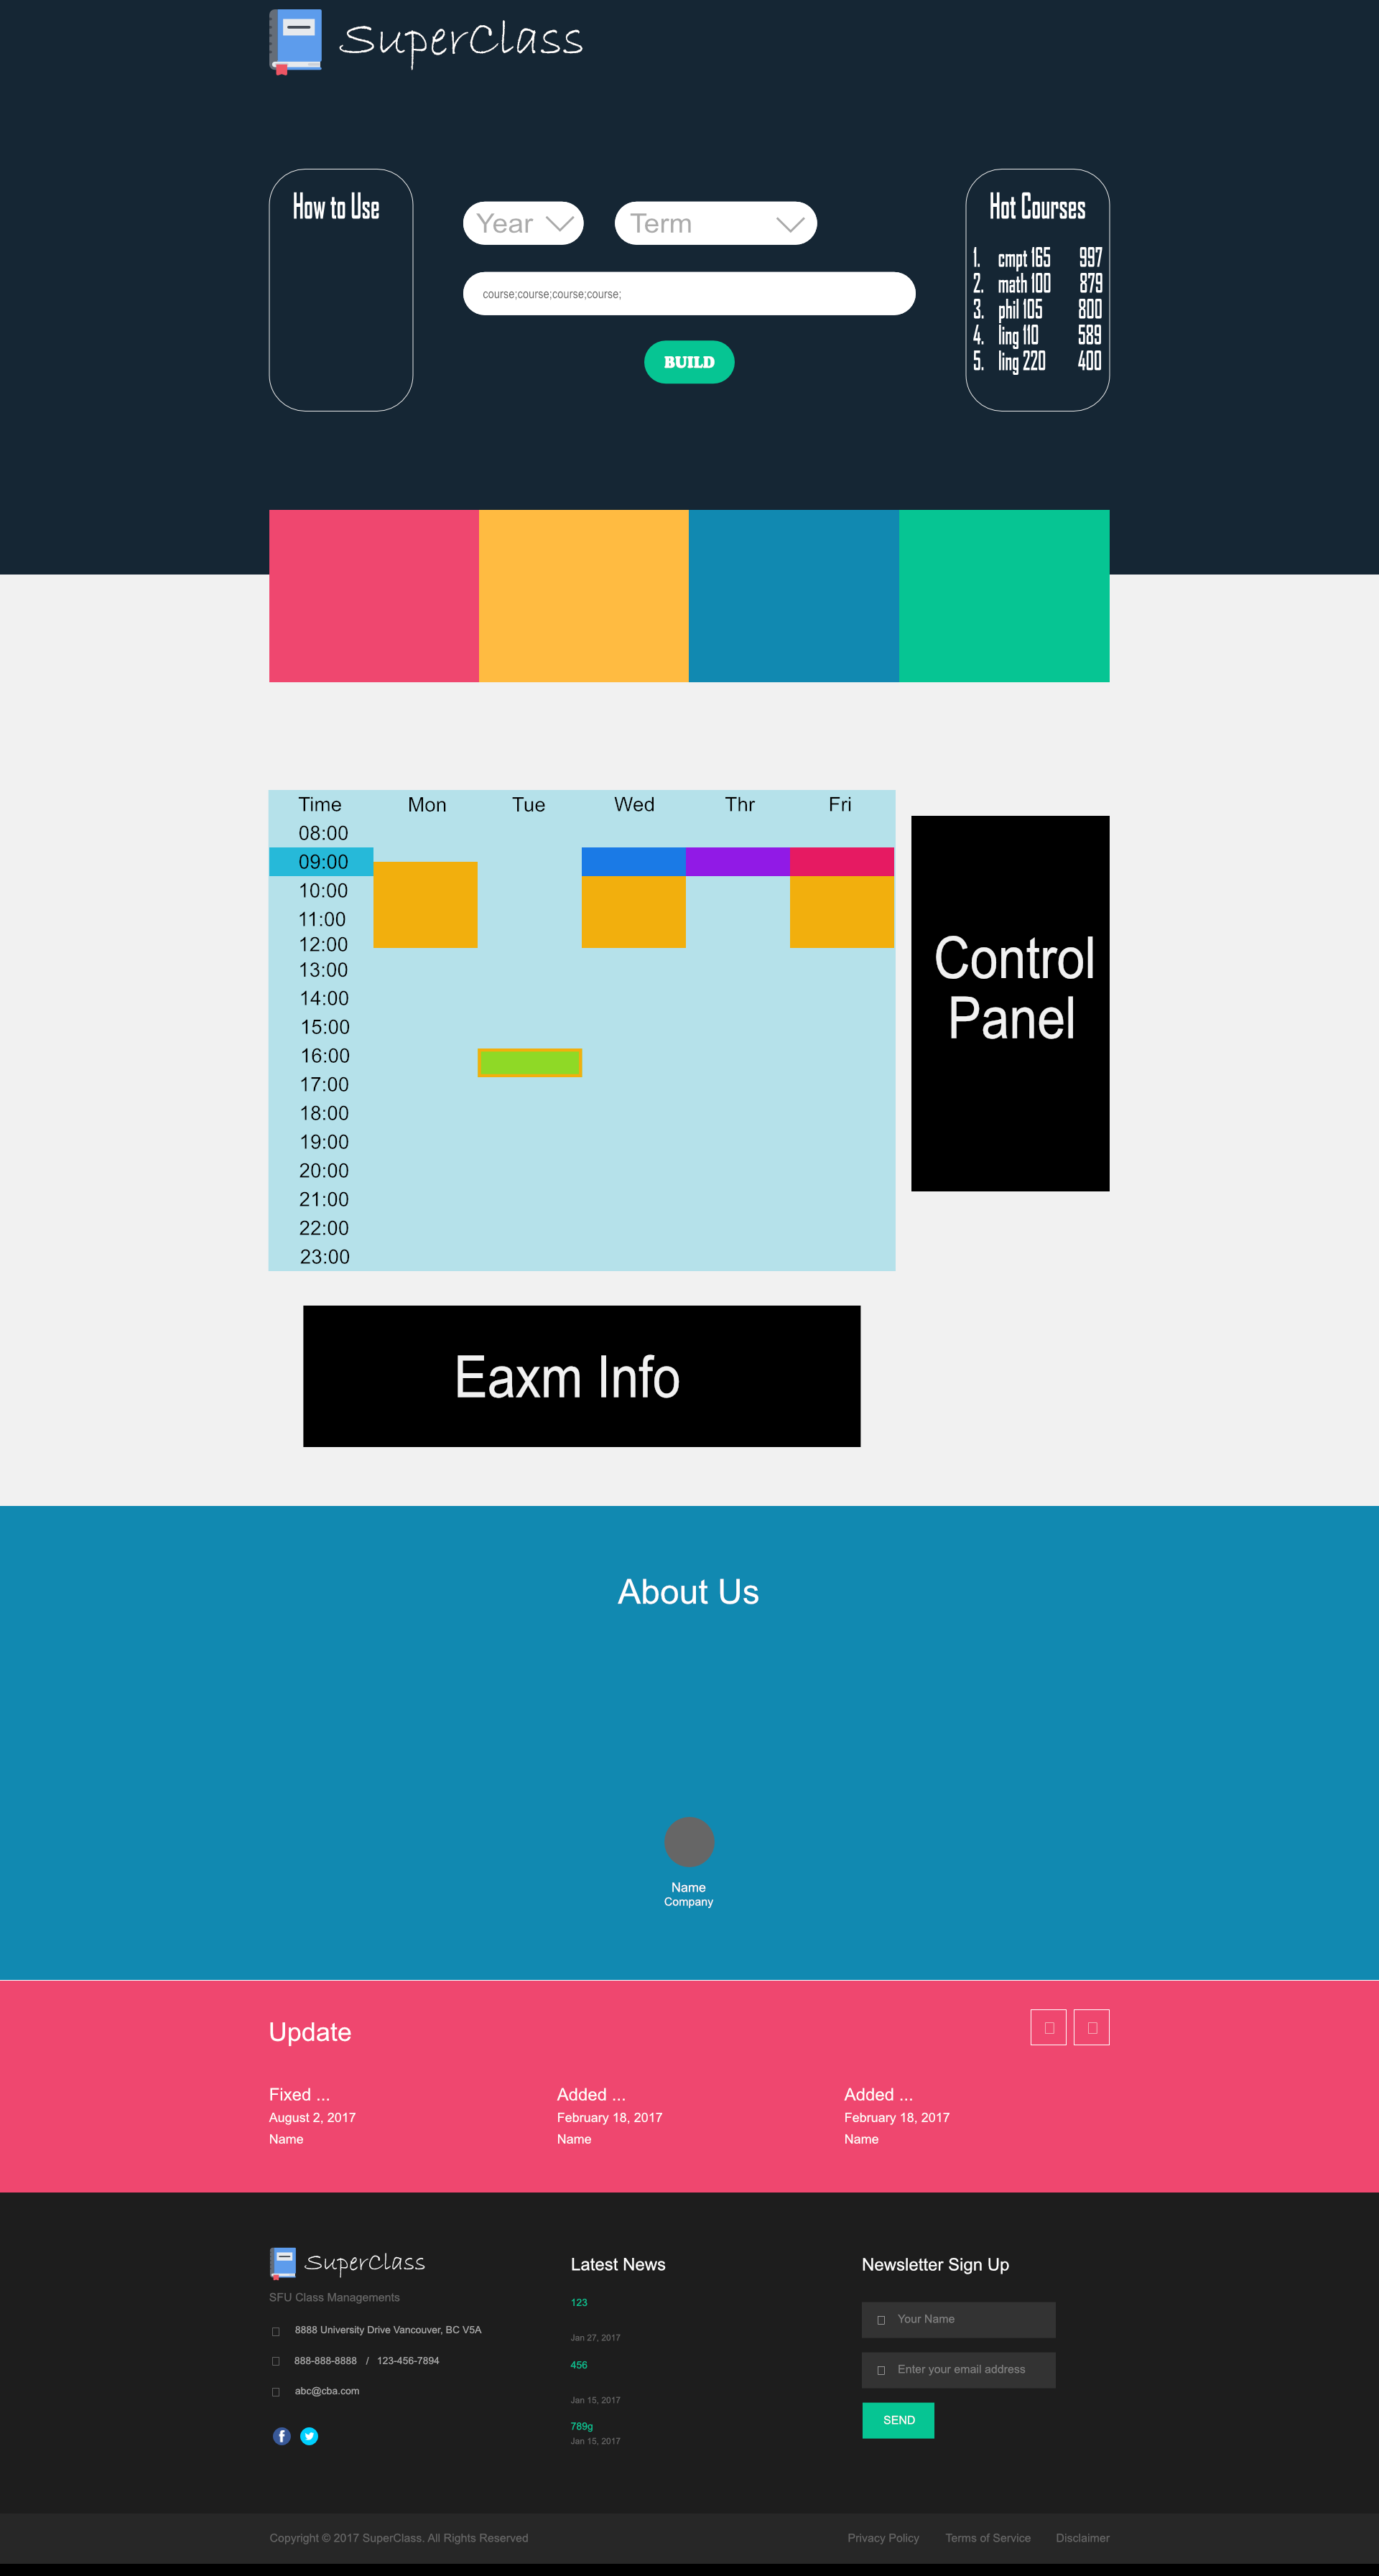 SuperClass
How to Use
Year
Term
course;course;course;course;
BUILD
Hot Courses
1. cmpt 165 997
2. math 100 879
3. phil 105 800
4. ling 110 589
5. ling 220 400
Time Mon Tue Wed Thr Fri
08:00
09:00
10:00
11:00
12:00
13:00
14:00
15:00
16:00
17:00
18:00
19:00
20:00
21:00
22:00
23:00
Control
Panel
Eaxm Info
About Us
Name
Company
Update
Fixed ...
August 2, 2017
Name
Added ...
February 18, 2017
Name
Added ...
February 18, 2017
Name
SuperClass
SFU Class Managements
8888 University Drive Vancouver, BC V5A
888-888-8888 / 123-456-7894
abc@cba.com
Latest News
123
Jan 27, 2017
456
Jan 15, 2017
789g
Jan 15, 2017
Newsletter Sign Up
Your Name
Enter your email address
SEND
Copyright © 2017 SuperClass. All Rights Reserved
Privacy Policy Terms of Service Disclaimer